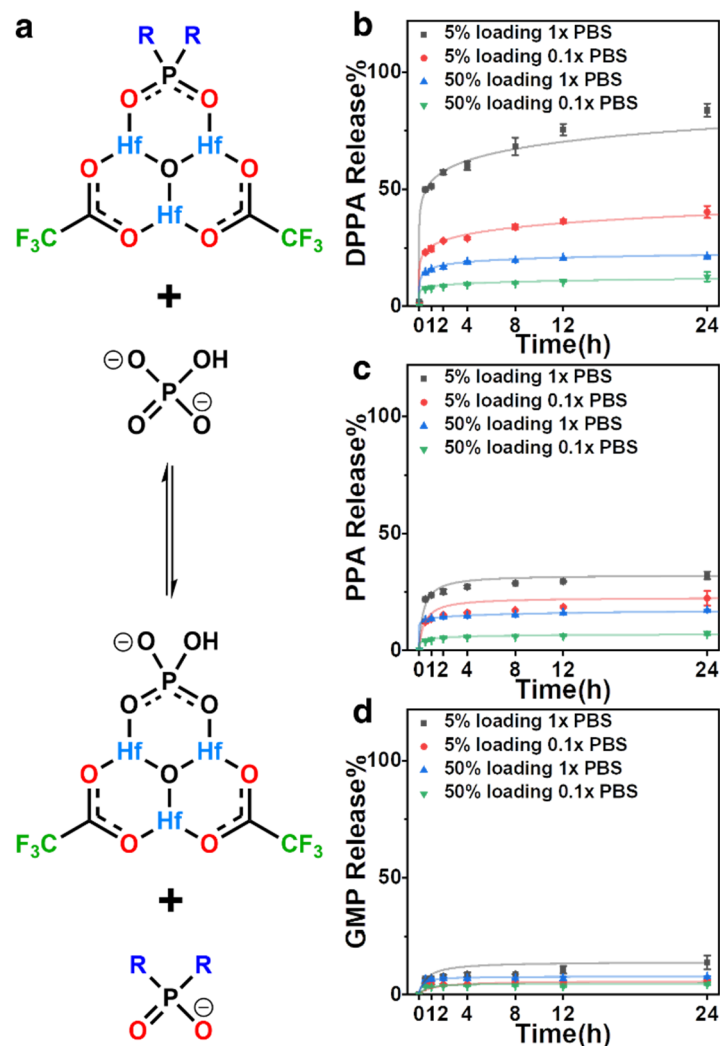 a
R R
P
O O
Hf Hf
O O O
Hf
F3C O O CF3
+
⊖O OH
P ⊖
O O
⊖O OH
P
O O
Hf Hf
O O O
Hf
F3C O O CF3
+
R R
P ⊖
O O
b
5% loading 1x PBS
5% loading 0.1x PBS
50% loading 1x PBS
50% loading 0.1x PBS
DPPA Release%
100
50
0
0 1 2 4 8 12 24
Time(h)
c
5% loading 1x PBS
5% loading 0.1x PBS
50% loading 1x PBS
50% loading 0.1x PBS
PPA Release%
100
50
0
0 1 2 4 8 12 24
Time(h)
d
5% loading 1x PBS
5% loading 0.1x PBS
50% loading 1x PBS
50% loading 0.1x PBS
GMP Release%
100
50
0
0 1 2 4 8 12 24
Time(h)